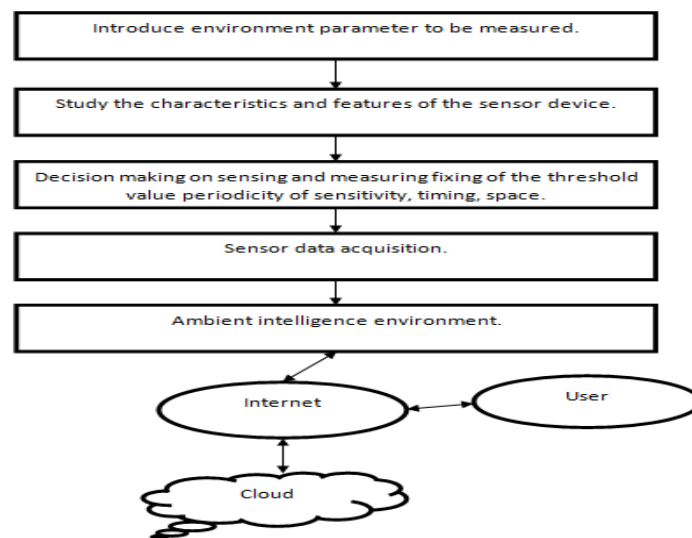 Introduce environment parameter to be measured.
Study the characteristics and features of the sensor device.
Decision making on sensing and measuring fixing of the threshold
value periodicity of sensitivity, timing, space.
Sensor data acquisition.
Ambient intelligence environment.
Internet
User
Cloud